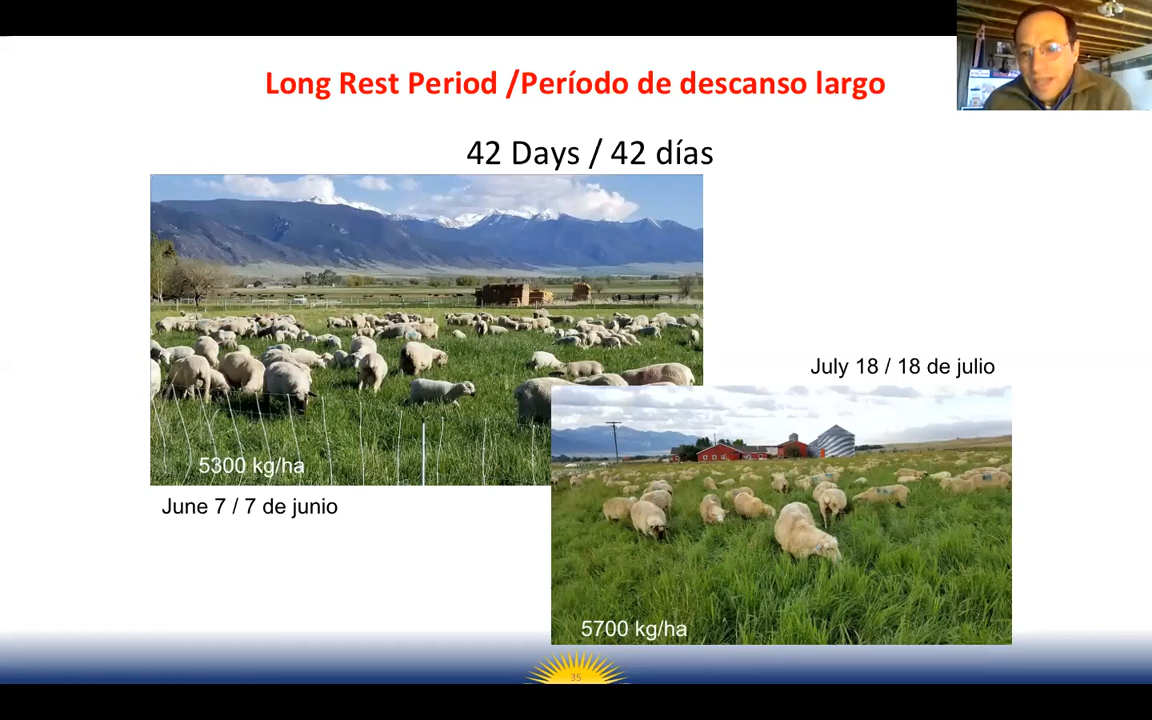 Long Rest Period /Período de descanso largo
42 Days / 42 días
5300 kg/ha
June 7 / 7 de junio
July 18 / 18 de julio
5700 kg/ha
35